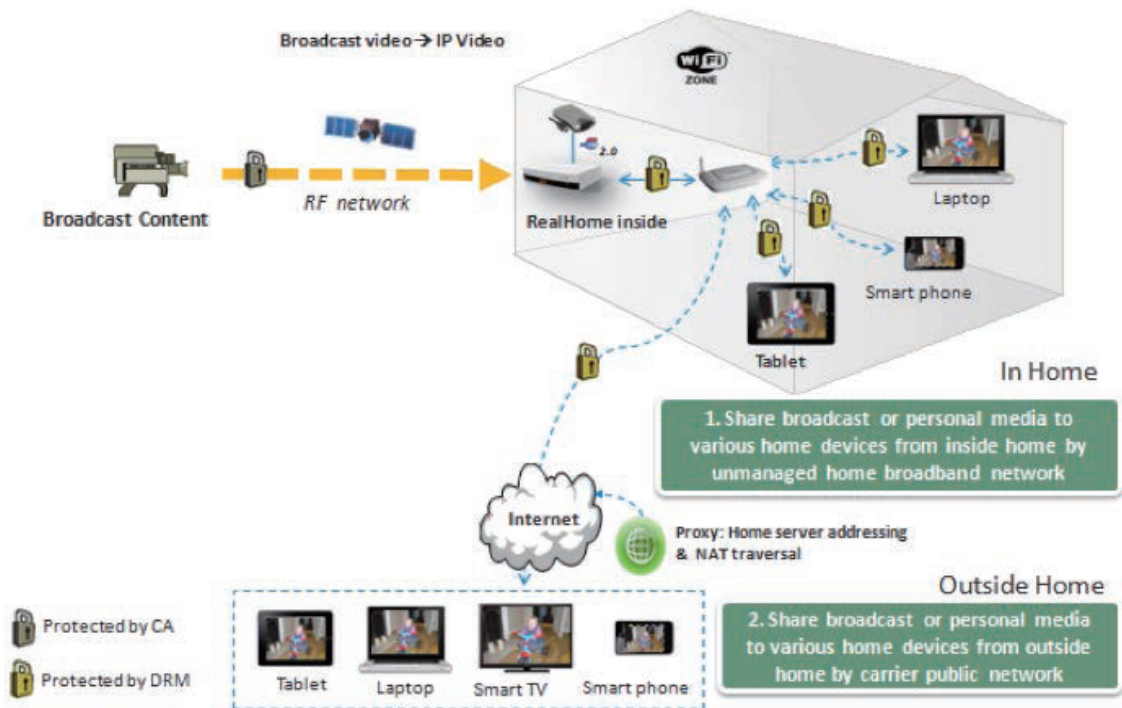 Broadcast video → IP Video
WiFi
ZONE
2.0
Broadcast Content
RF network
RealHome inside
Laptop
Smart phone
Tablet
In Home
1. Share broadcast or personal media to
various home devices from inside home by
unmanaged home broadband network
Internet
Proxy: Home server addressing
& NAT traversal
Outside Home
2. Share broadcast or personal media
to various home devices from outside
home by carrier public network
Protected by CA
Protected by DRM
Tablet
Laptop
Smart TV
Smart phone